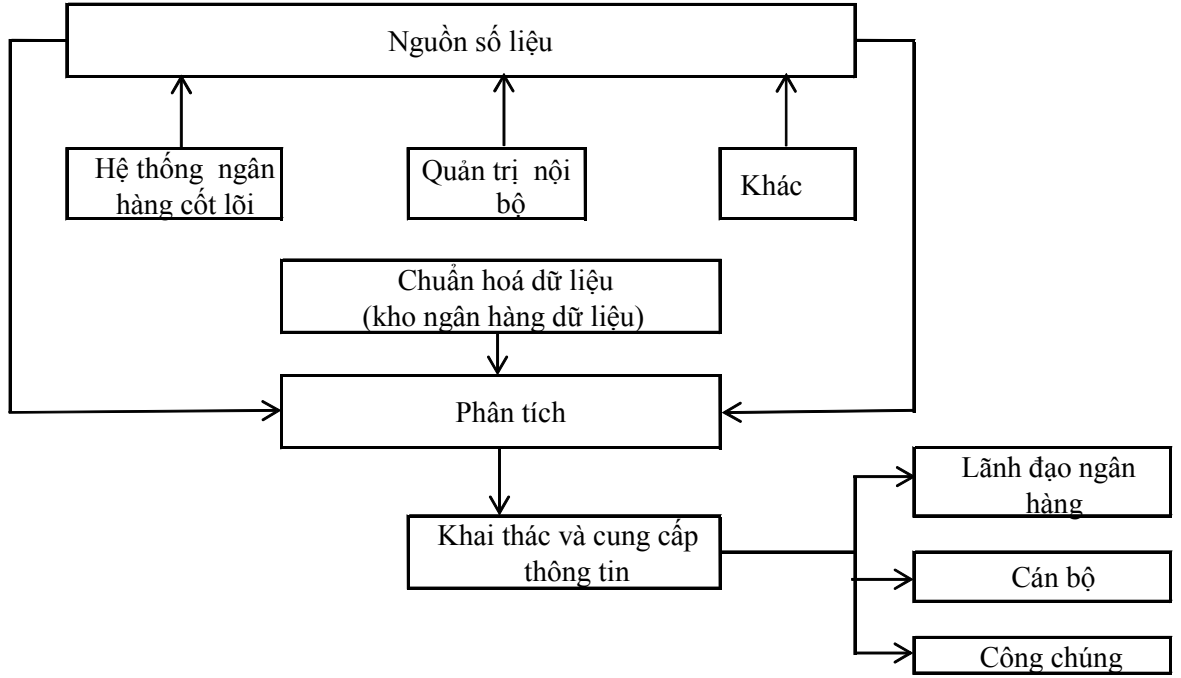 Nguồn số liệu
Hệ thống ngân
hàng cốt lõi
Quản trị nội
bộ
Khác
Chuẩn hoá dữ liệu
(kho ngân hàng dữ liệu)
Phân tích
Khai thác và cung cấp
thông tin
Lãnh đạo ngân
hàng
Cán bộ
Công chúng